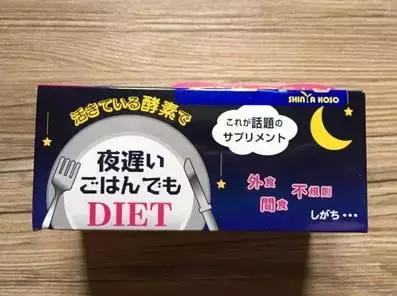 SHINYA KOSO
活きている酵素で
夜遅い
ごはんでも
DIET
これが話題の
サプリメント
外食
間食
不規則
しがち・・・